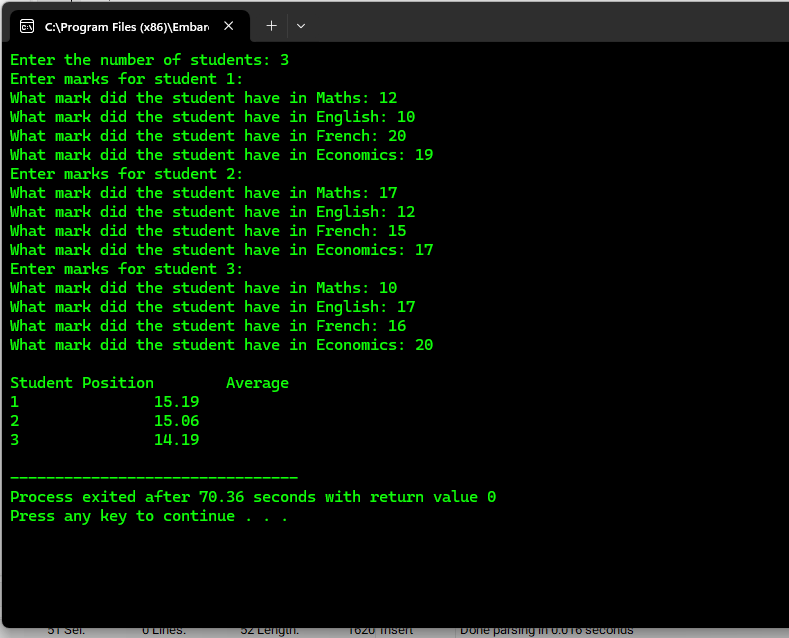 C:\Program Files (x86)\Embar
Enter the number of students: 3
Enter marks for student 1:
What mark did the student have in Maths: 12
What mark did the student have in English: 10
What mark did the student have in French: 20
What mark did the student have in Economics: 19
Enter marks for student 2:
What mark did the student have in Maths: 17
What mark did the student have in English: 12
What mark did the student have in French: 15
What mark did the student have in Economics: 17
Enter marks for student 3:
What mark did the student have in Maths: 10
What mark did the student have in English: 17
What mark did the student have in French: 16
What mark did the student have in Economics: 20
Student Position Average
1 15.19
2 15.06
3 14.19
--------------------------------
Process exited after 70.36 seconds with return value 0
Press any key to continue . . .
51 Sel: 0 Lines: 52 Length: 1620 Insert Done parsing in 0.016 seconds